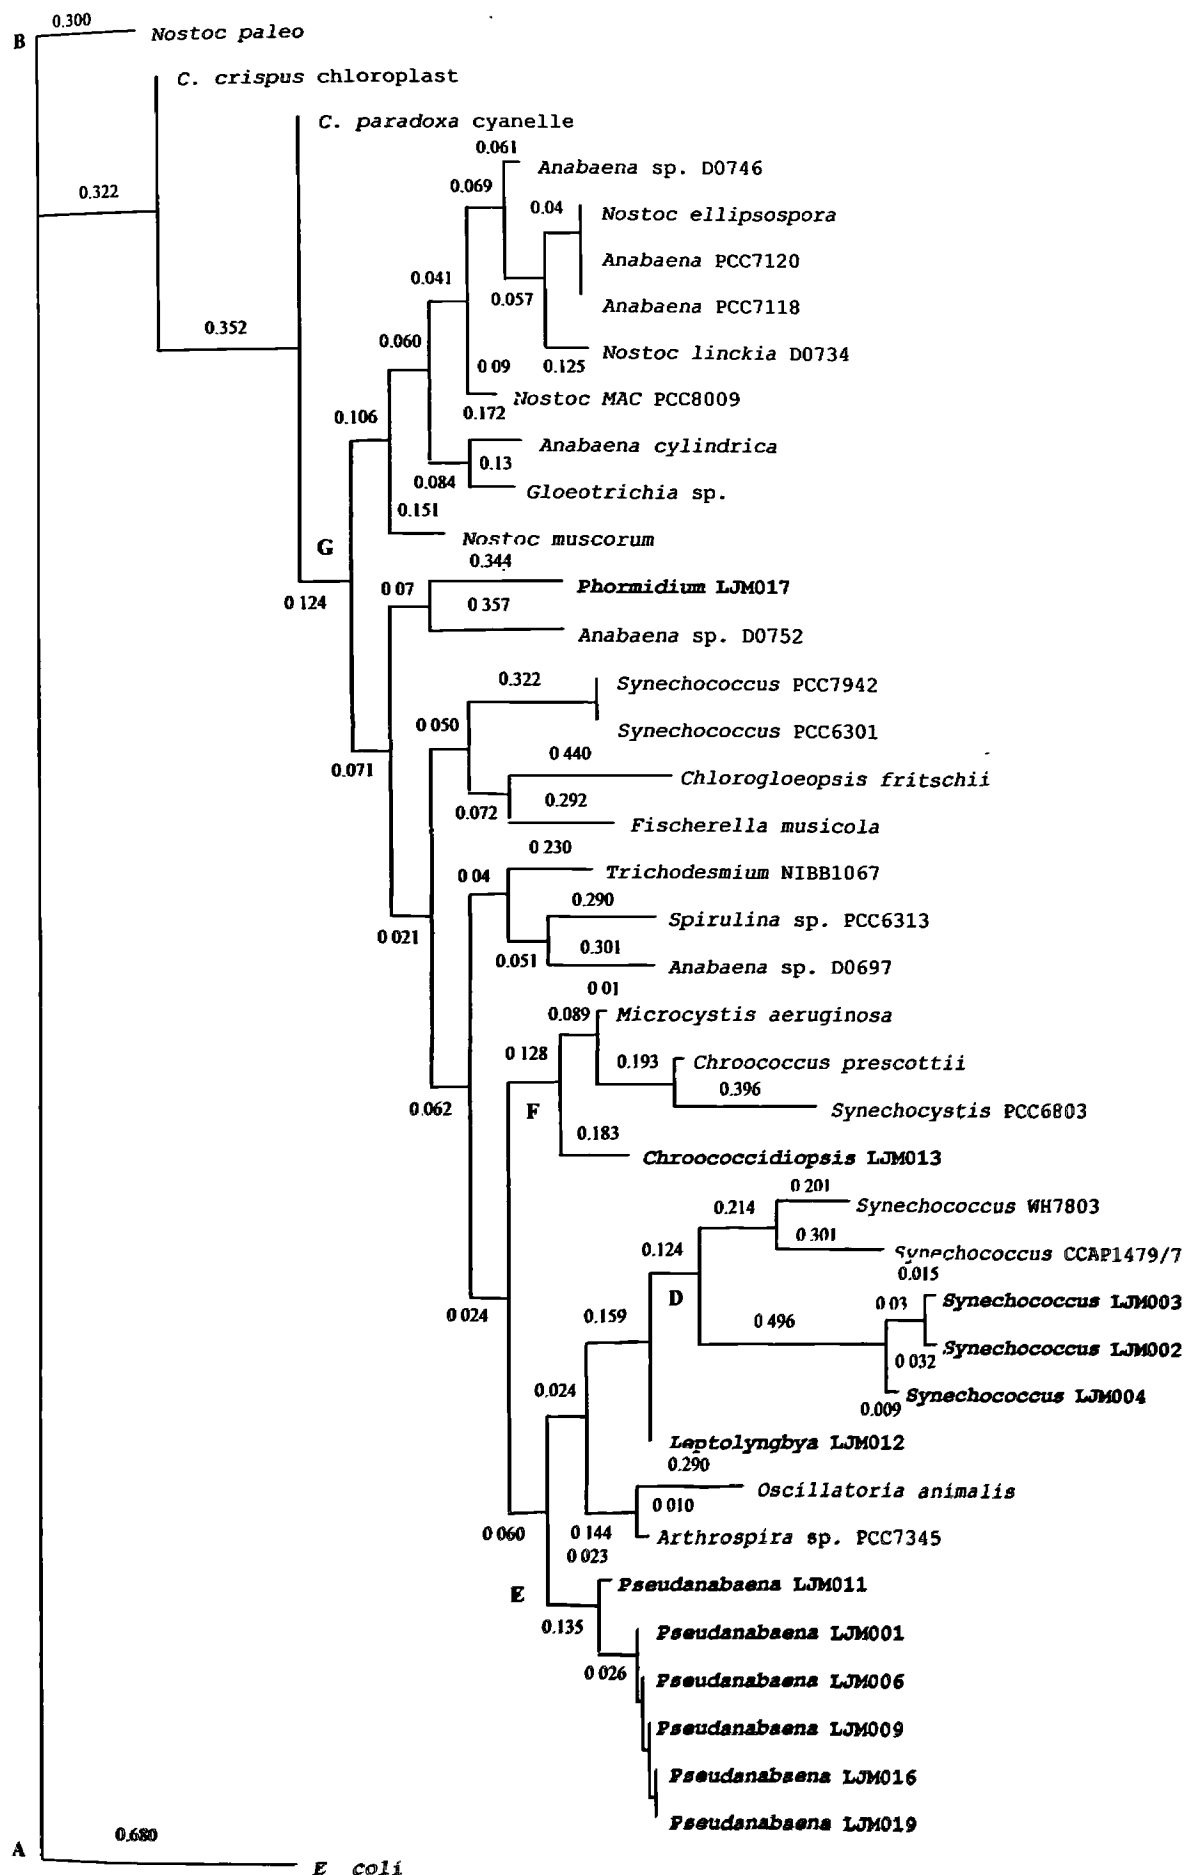 0.300
B
Nostoc paleo
C. crispus chloroplast
C. paradoxa cyanelle
0.061
Anabaena sp. D0746
0.322
0.069
0.04
Nostoc ellipsospora
Anabaena PCC7120
0.041
0.057
Anabaena PCC7118
0.352
0.060
Nostoc linckia D0734
0 09
0.125
Nostoc MAC PCC8009
0.106
0.172
Anabaena cylindrica
0.13
0.084
Gloeotrichia sp.
0.151
Nostoc muscorum
G
0.344
0 07
Phormidium LJM017
0 124
0 357
Anabaena sp. D0752
0.322
Synechococcus PCC7942
0 050
Synechococcus PCC6301
0 440
0.071
Chlorogloeopsis fritschii
0.292
0.072
Fischerella musicola
0 230
0 04
Trichodesmium NIBB1067
0.290
Spirulina sp. PCC6313
0 021
0.301
0.051
Anabaena sp. D0697
0 01
0.089
Microcystis aeruginosa
0 128
0.193
Chroococcus prescottii
0.396
0.062
F
Synechocystis PCC6803
0.183
Chroococcidiopsis LJM013
0 201
0.214
Synechococcus WH7803
0.124
0 301
Synechococcus CCAP1479/7
0.015
D
0 03
Synechococcus LJM003
0 024
0.159
0 496
Synechococcus LJM002
0 032
0.024
Synechococcus LJM004
0.009
Leptolyngbya LJM012
0.290
Oscillatoria animalis
0 010
0 060
0 144
Arthrospira sp. PCC7345
0 023
Pseudanabaena LJM011
E
0.135
Pseudanabaena LJM001
0 026
Pseudanabaena LJM006
Pseudanabaena LJM009
Pseudanabaena LJM016
Pseudanabaena LJM019
0.680
A
E coli